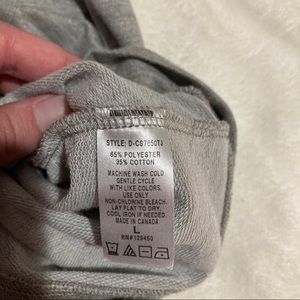 STYLE: D-CS7650TJ
65% POLYESTER
35% COTTON
MACHINE WASH COLD
GENTLE CYCLE
WITH LIKE COLORS.
USE ONLY
NON-CHLORINE BLEACH.
LAY FLAT TO DRY.
COOL IRON IF NEEDED.
MADE IN CANADA
L
RN#129450